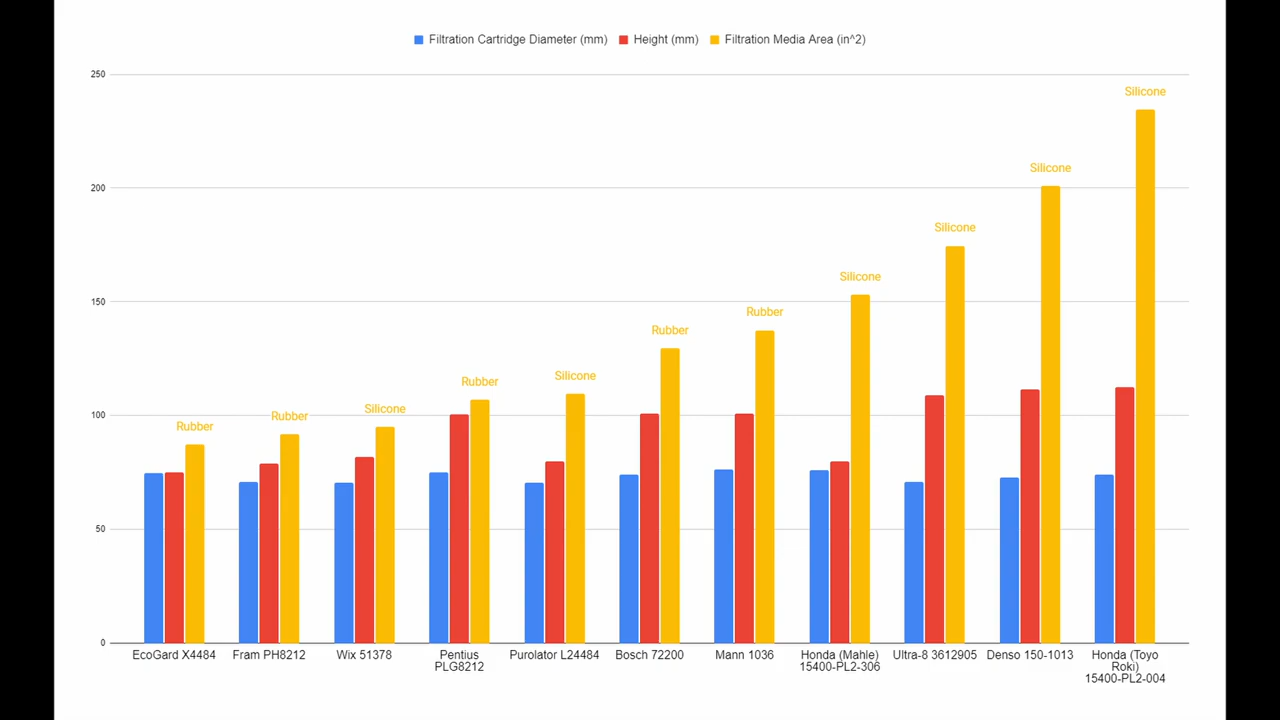 Filtration Cartridge Diameter (mm) Height (mm) Filtration Media Area (in^2)
250
Silicone
Silicone
200
Silicone
Silicone
150
Rubber
Rubber
Silicone
Rubber
Silicone
Rubber
100
Rubber
50
0
EcoGard X4484
Fram PH8212
Wix 51378
Pentius
PLG8212
Purolator L24484
Bosch 72200
Mann 1036
Honda (Mahle)
15400-PL2-306
Ultra-8 3612905
Denso 150-1013
Honda (Toyo
Roki)
15400-PL2-004